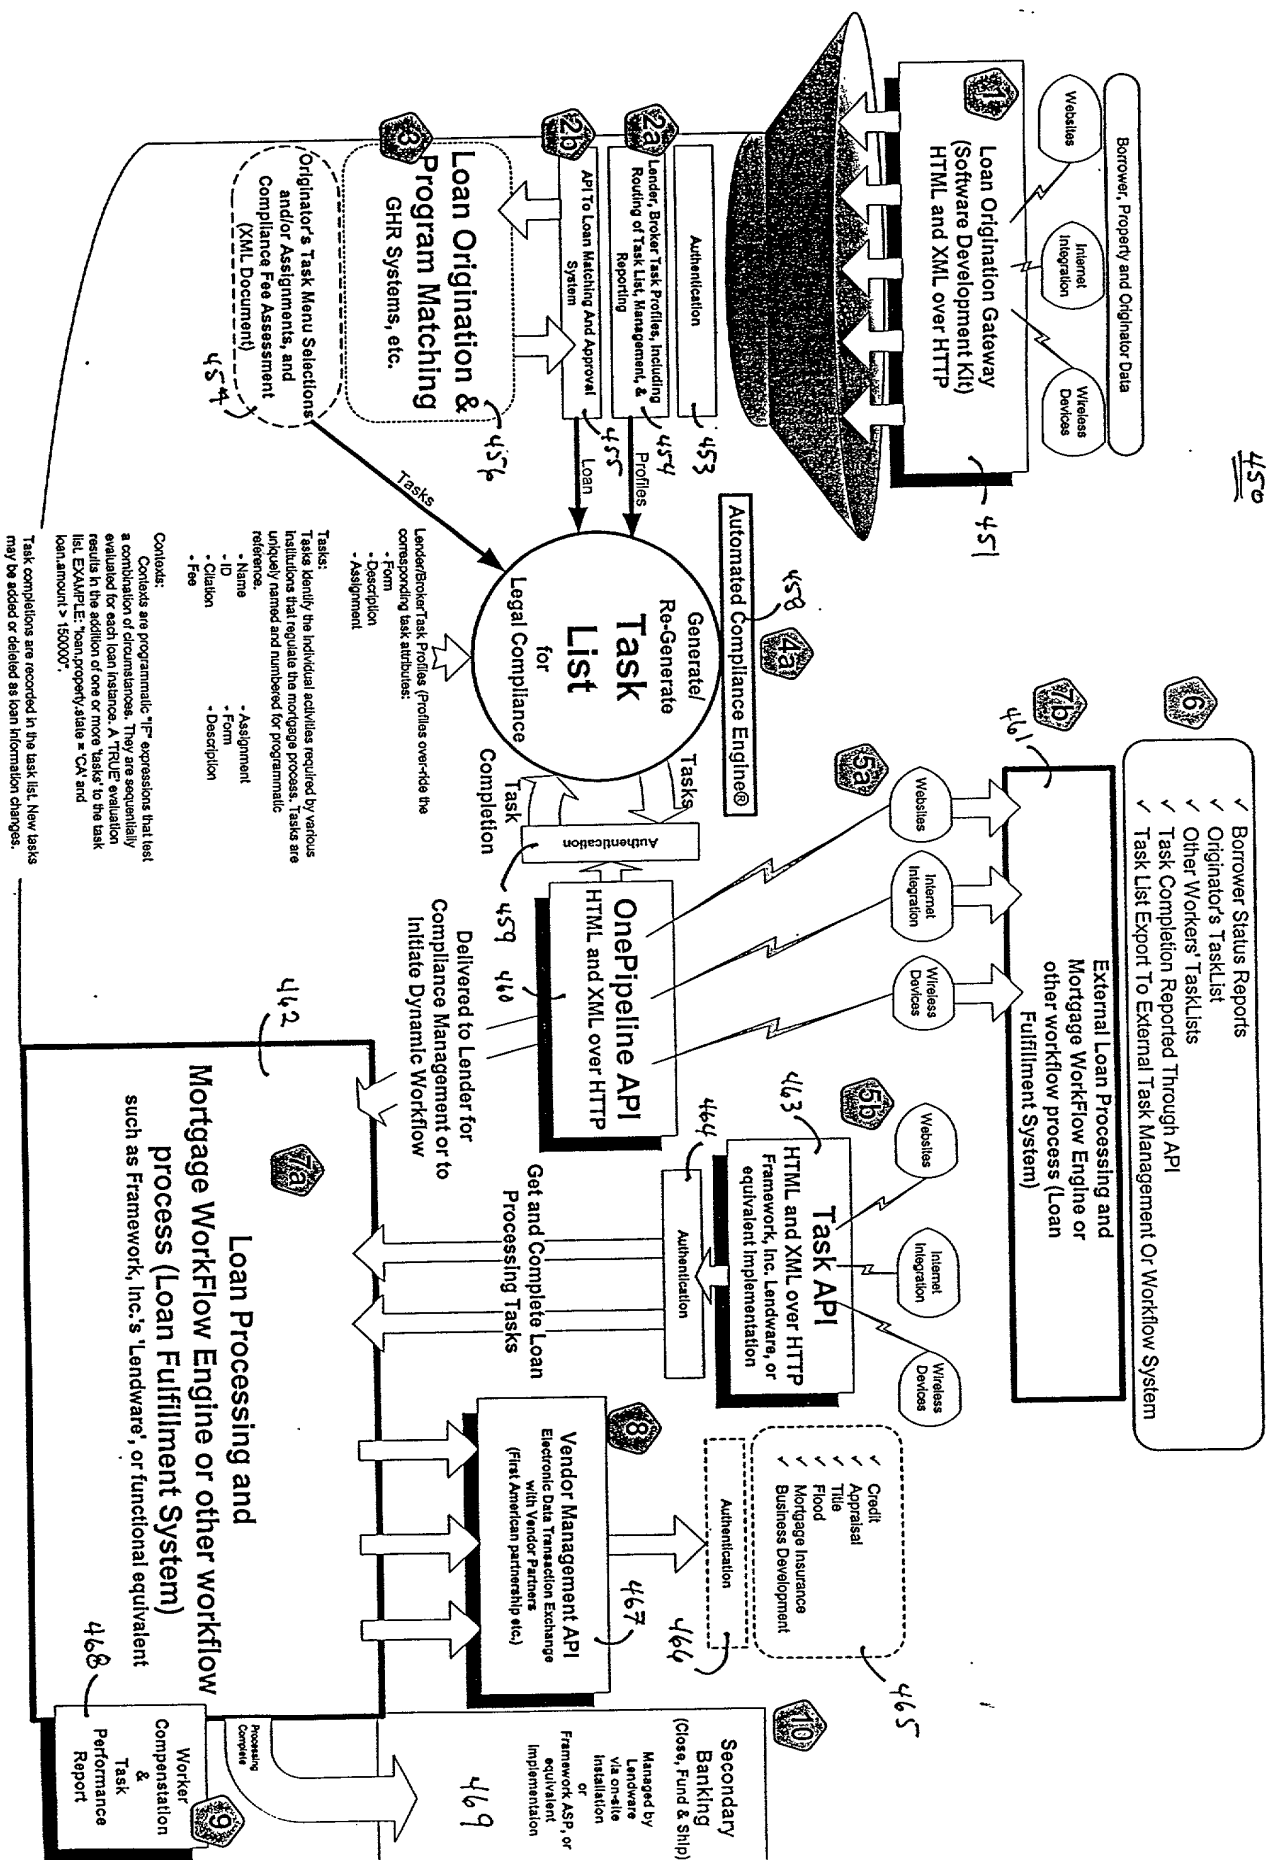 450
Borrower, Property and Originator Data
Websites
Internet
Integration
Wireless
Devices
1
Loan Origination Gateway
(Software Development Kit)
HTML and XML over HTTP
451
Authentication
453
2a
Lender, Broker Task Profiles, Including
Routing of Task List, Management, &
Reporting
454
2b
API To Loan Matching And Approval
System
455
3
Loan Origination &
Program Matching
GHR Systems, etc.
456
Originator's Task Menu Selections
and/or Assignments, and
Compliance Fee Assessment
(XML Document)
Profiles
Loan
Tasks
Automated Compliance Engine®
458
4a
Generate/
Re-Generate
Task
List
for
Legal Compliance
Lender/BrokerTask Profiles (Profiles over-ride the
corresponding task attributes:
- Form
- Description
- Assignment
Tasks:
Tasks identify the individual activities required by various
institutions that regulate the mortgage process. Tasks are
uniquely named and numbered for programmatic
reference.
- Name
- ID
- Citation
- Fee
- Assignment
- Form
- Description
Contexts:
Contexts are programmatic "IF" expressions that test
a combination of circumstances. They are sequentially
evaluated for each loan instance. A 'TRUE' evaluation
results in the addition of one or more 'tasks' to the task
list. EXAMPLE: "loan.property.state = 'CA' and
loan.amount > 150000".
Task completions are recorded in the task list. New tasks
may be added or deleted as loan information changes.
6
✓ Borrower Status Reports
✓ Originator's TaskList
✓ Other Workers' TaskLists
✓ Task Completion Reported Through API
✓ Task List Export To External Task Management Or Workflow System
7b
461
External Loan Processing and
Mortgage WorkFlow Engine or
other workflow process (Loan
Fulfillment System)
5a
Websites
Internet
Integration
Wireless
Devices
Tasks
Task
Completion
Authentication
459
OnePipeline API
HTML and XML over HTTP
460
Delivered to Lender for
Compliance Management or to
Initiate Dynamic Workflow
5b
Websites
Internet
Integration
Wireless
Devices
463
Task API
HTML and XML over HTTP
Framework, Inc. Lendware, or
equivalent Implementation
464
Authentication
Get and Complete Loan
Processing Tasks
462
7a
Loan Processing and
Mortgage WorkFlow Engine or other workflow
process (Loan Fulfillment System)
such as Framework, Inc.'s 'Lendware', or functional equivalent
✓ Credit
✓ Appraisal
✓ Title
✓ Flood
✓ Mortgage Insurance
✓ Business Development
465
Authentication
466
8
Vendor Management API
Electronic Data Transaction Exchange
with Vendor Partners
(First American partnership etc.)
467
10
Secondary
Banking
(Close, Fund & Ship)
Managed by
Lendware
via on-site
Installation
or
Framework ASP, or
equivalent
Implementaion
469
Processing
Complete
468
9
Worker
Compenstation
&
Task
Performance
Report